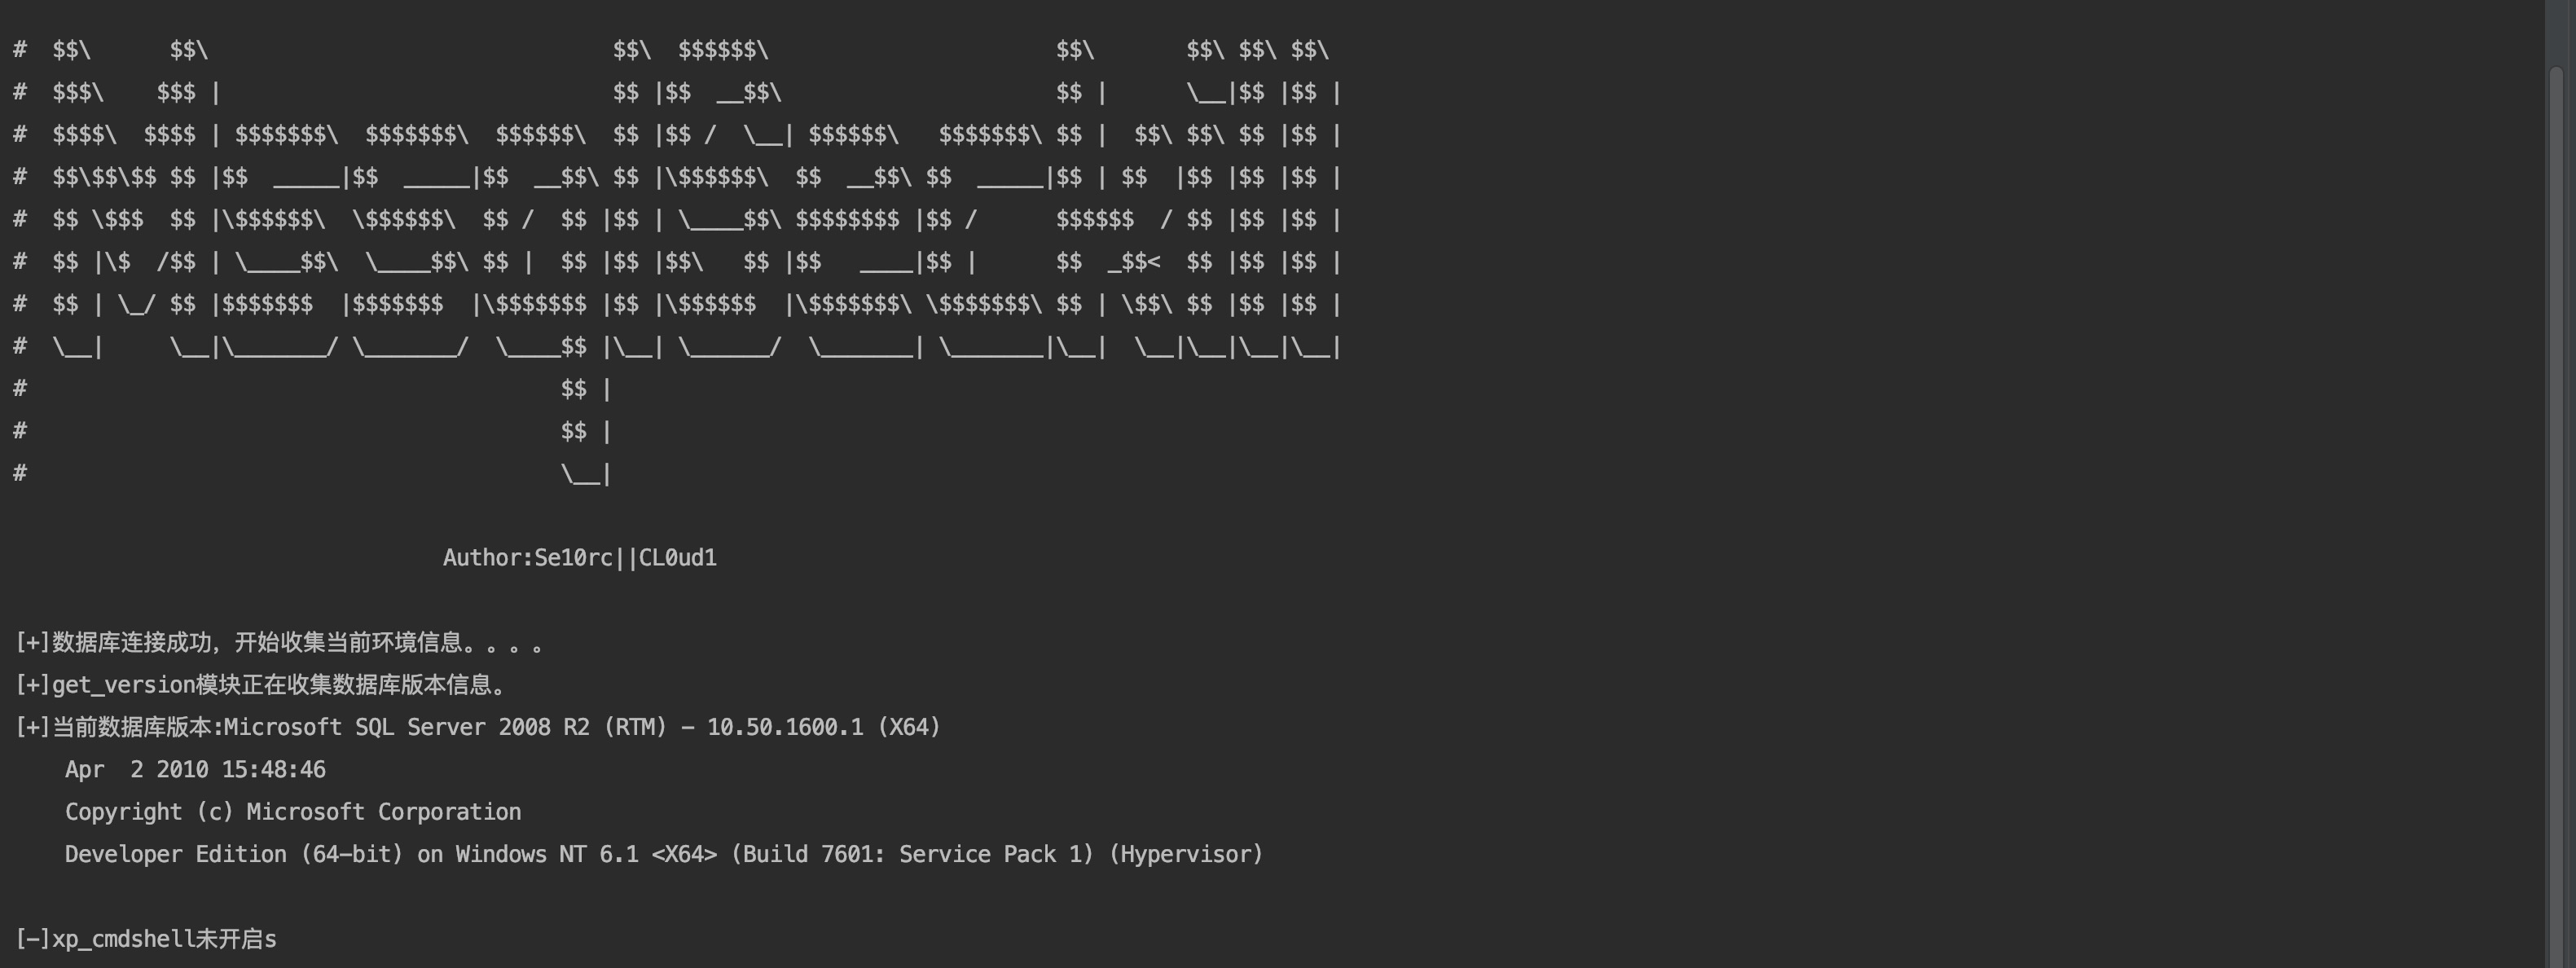 #  $$\      $$\                               $$\  $$$$$$\                      $$\       $$\ $$\ $$\
#  $$$\    $$$ |                              $$ |$$  __$$\                     $$ |      \__|$$ |$$ |
#  $$$$\  $$$$ | $$$$$$$\  $$$$$$$\  $$$$$$\  $$ |$$ /  \__| $$$$$$\   $$$$$$$\ $$ |  $$\ $$\ $$ |$$ |
#  $$\$$\$$ $$ |$$  _____|$$  _____|$$  __$$\ $$ |\$$$$$$\  $$  __$$\ $$  _____|$$ | $$  |$$ |$$ |$$ |
#  $$ \$$$  $$ |\$$$$$$\  \$$$$$$\  $$ /  $$ |$$ | \____$$\ $$$$$$$$ |$$ /      $$$$$$  / $$ |$$ |$$ |
#  $$ |\$  /$$ | \____$$\  \____$$\ $$ |  $$ |$$ |$$\   $$ |$$   ____|$$ |      $$  _$$<  $$ |$$ |$$ |
#  $$ | \_/ $$ |$$$$$$$  |$$$$$$$  |\$$$$$$$ |$$ |\$$$$$$  |\$$$$$$$\ \$$$$$$$\ $$ | \$$\ $$ |$$ |$$ |
#  \__|     \__|\_______/ \_______/  \____$$ |\__| \______/  \_______| \_______|\__|  \__|\__|\__|\__|
#                                         $$ |
#                                         $$ |
#                                         \__|
Author:Se10rc||CL0ud1
[+]数据库连接成功，开始收集当前环境信息。。。。
[+]get_version模块正在收集数据库版本信息。
[+]当前数据库版本:Microsoft SQL Server 2008 R2 (RTM) - 10.50.1600.1 (X64)
Apr  2 2010 15:48:46
Copyright (c) Microsoft Corporation
Developer Edition (64-bit) on Windows NT 6.1 <X64> (Build 7601: Service Pack 1) (Hypervisor)
[-]xp_cmdshell未开启s